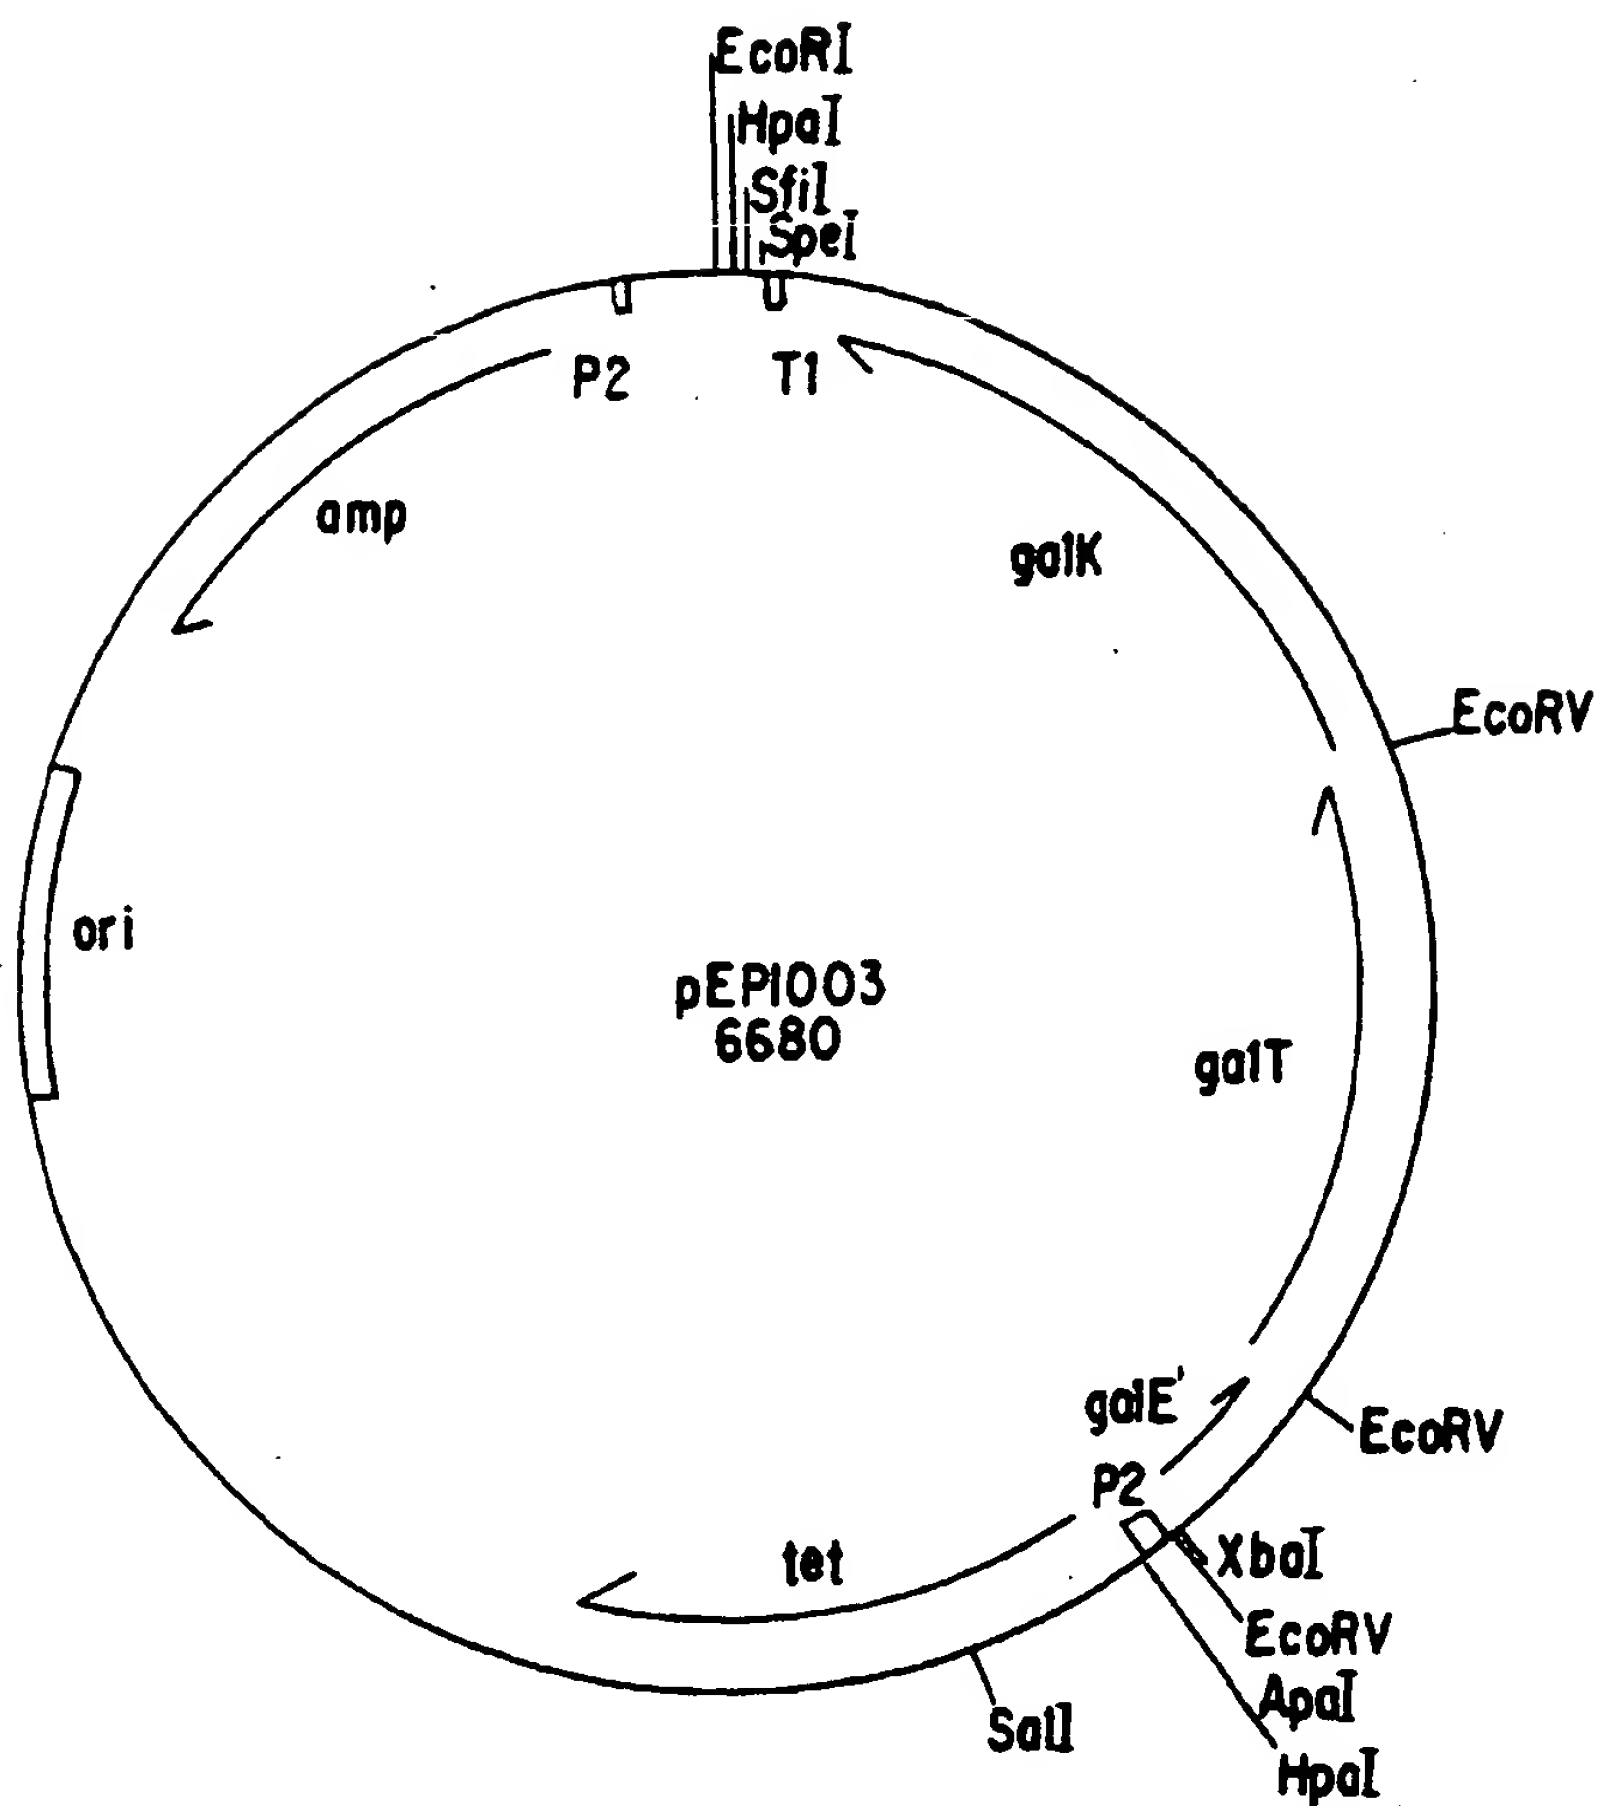 EcoRI
HpaI
SfiI
SpeI
P2
T1
amp
galK
EcoRV
ori
pEP1003
6680
galT
galE'
EcoRV
P2
tet
XbaI
EcoRV
ApaI
SalI
HpaI